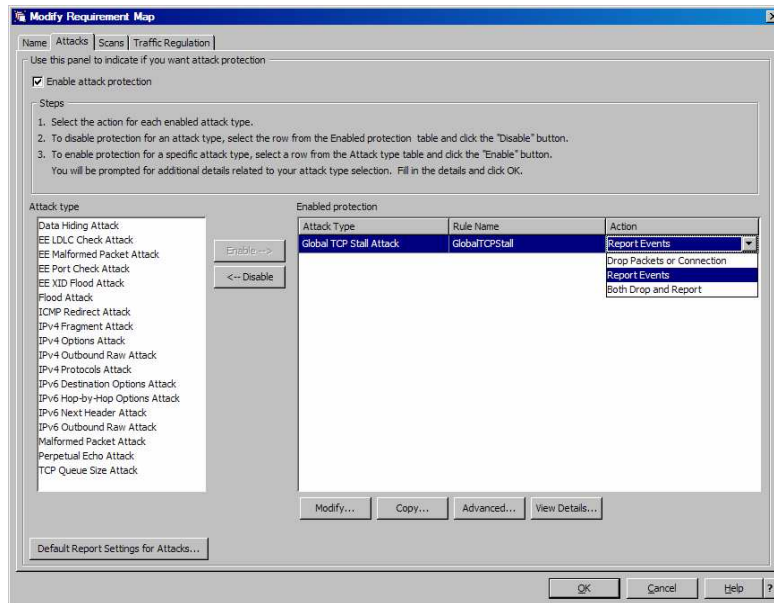 Modify Requirement Map
Name Attacks Scans Traffic Regulation
Use this panel to indicate if you want attack protection
Enable attack protection
Steps
1. Select the action for each enabled attack type.
2. To disable protection for an attack type, select the row from the Enabled protection table and click the "Disable" button.
3. To enable protection for a specific attack type, select a row from the Attack type table and click the "Enable" button.
You will be prompted for additional details related to your attack type selection. Fill in the details and click OK.
Attack type
Data Hiding Attack
EE LDLC Check Attack
EE Malformed Packet Attack
EE Port Check Attack
EE XID Flood Attack
Flood Attack
ICMP Redirect Attack
IPv4 Fragment Attack
IPv4 Options Attack
IPv4 Outbound Raw Attack
IPv4 Protocols Attack
IPv6 Destination Options Attack
IPv6 Hop-by-Hop Options Attack
IPv6 Next Header Attack
IPv6 Outbound Raw Attack
Malformed Packet Attack
Perpetual Echo Attack
TCP Queue Size Attack
Enable -->
<-- Disable
Enabled protection
Attack Type Rule Name Action
Global TCP Stall Attack GlobalTCPStall Report Events
Drop Packets or Connection
Report Events
Both Drop and Report
Modify... Copy... Advanced... View Details...
Default Report Settings for Attacks...
OK Cancel Help ?